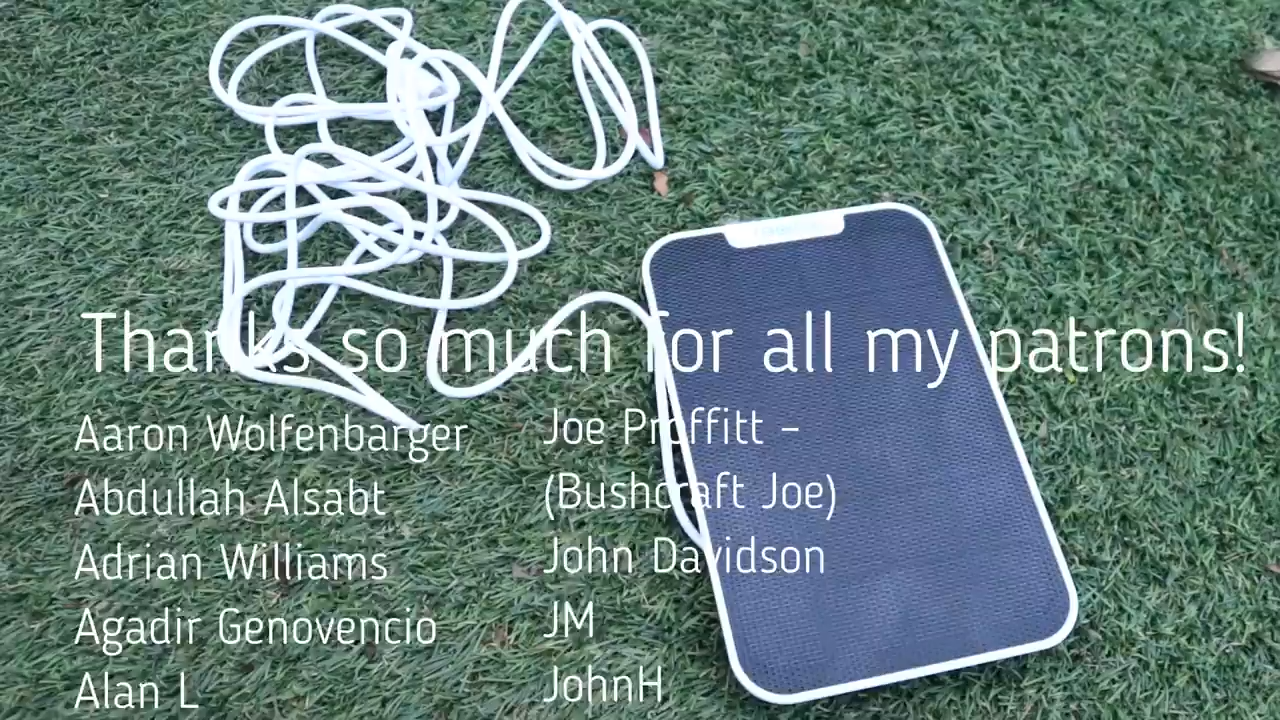 Thanks so much for all my patrons!
Aaron Wolfenbarger
Abdullah Alsabt
Adrian Williams
Agadir Genovencio
Alan L
Joe Proffitt –
(Bushcraft Joe)
John Davidson
JM
JohnH